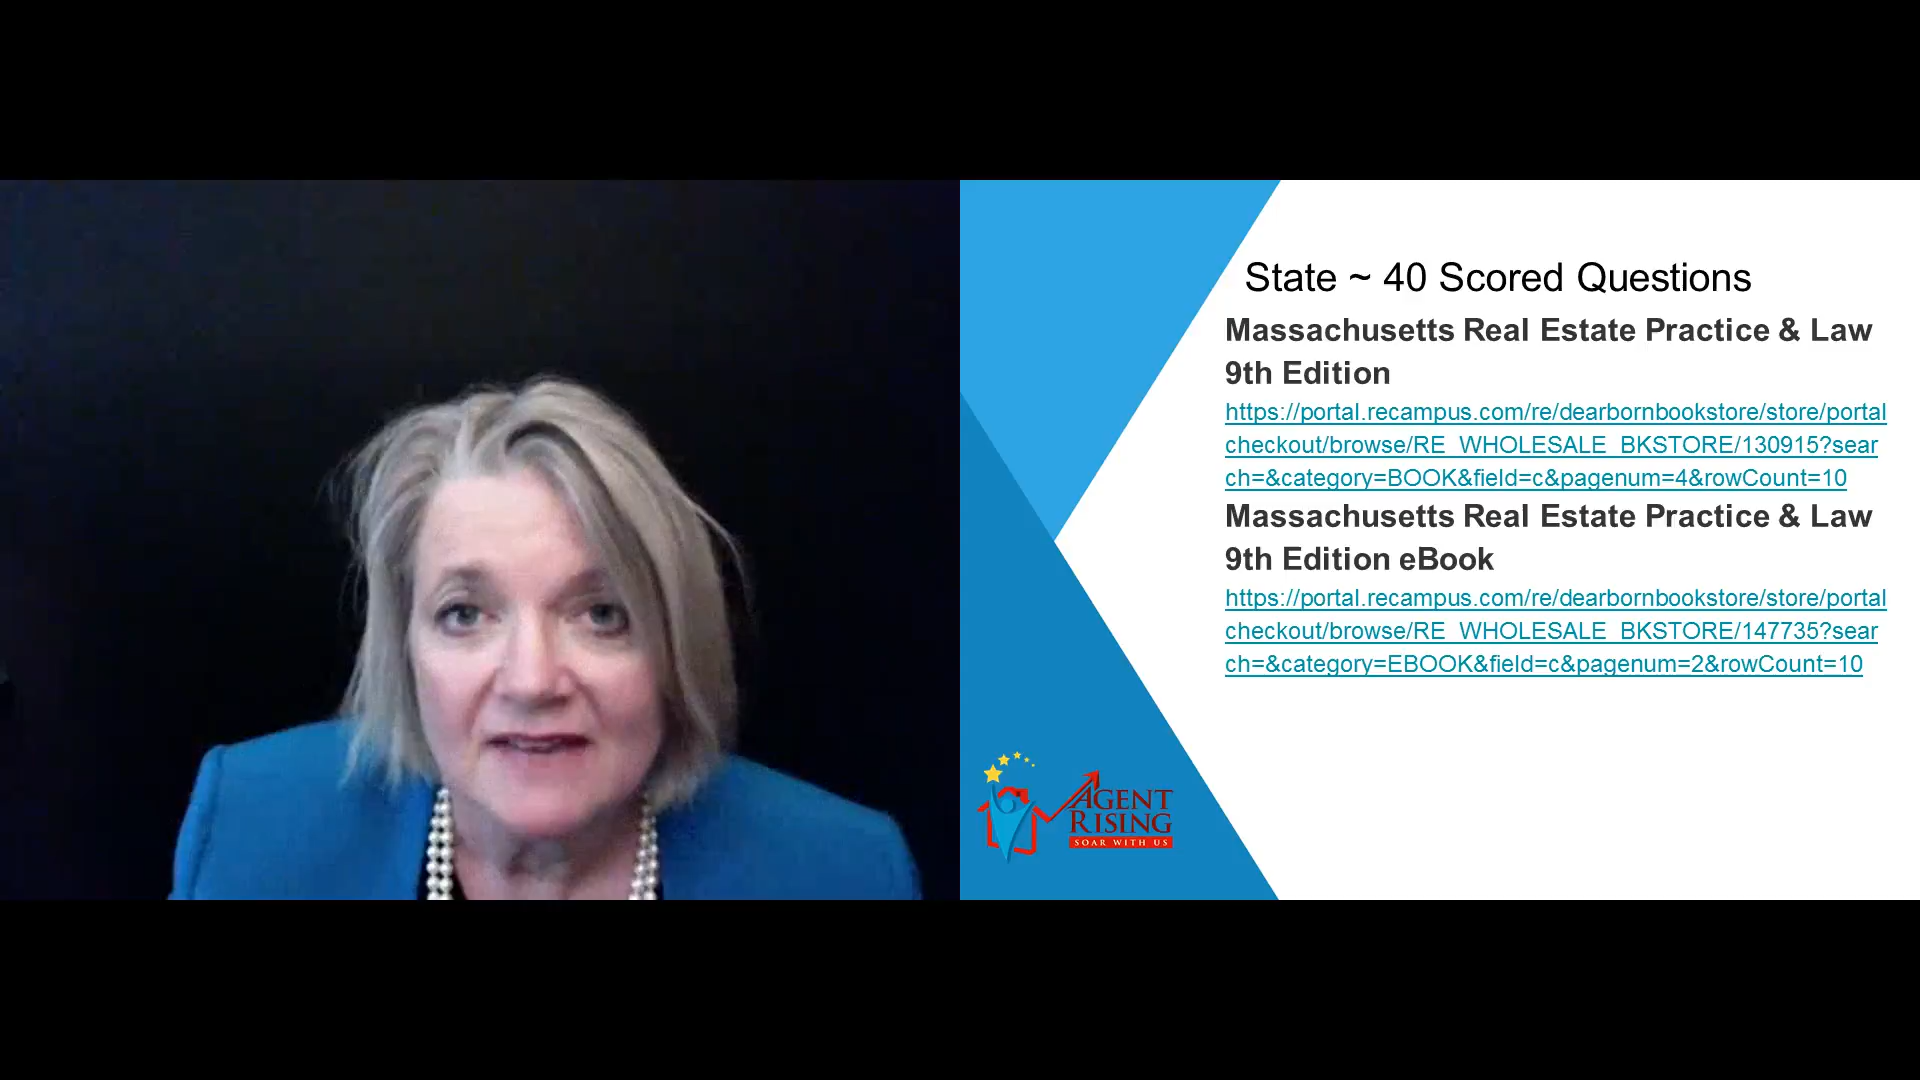 State ~ 40 Scored Questions
Massachusetts Real Estate Practice & Law
9th Edition
https://portal.recampus.com/re/dearbornbookstore/store/portal
checkout/browse/RE_WHOLESALE_BKSTORE/130915?sear
ch=&category=BOOK&field=c&pagenum=4&rowCount=10
Massachusetts Real Estate Practice & Law
9th Edition eBook
https://portal.recampus.com/re/dearbornbookstore/store/portal
checkout/browse/RE_WHOLESALE_BKSTORE/147735?sear
ch=&category=EBOOK&field=c&pagenum=2&rowCount=10
AGENT
RISING
SOAR WITH US